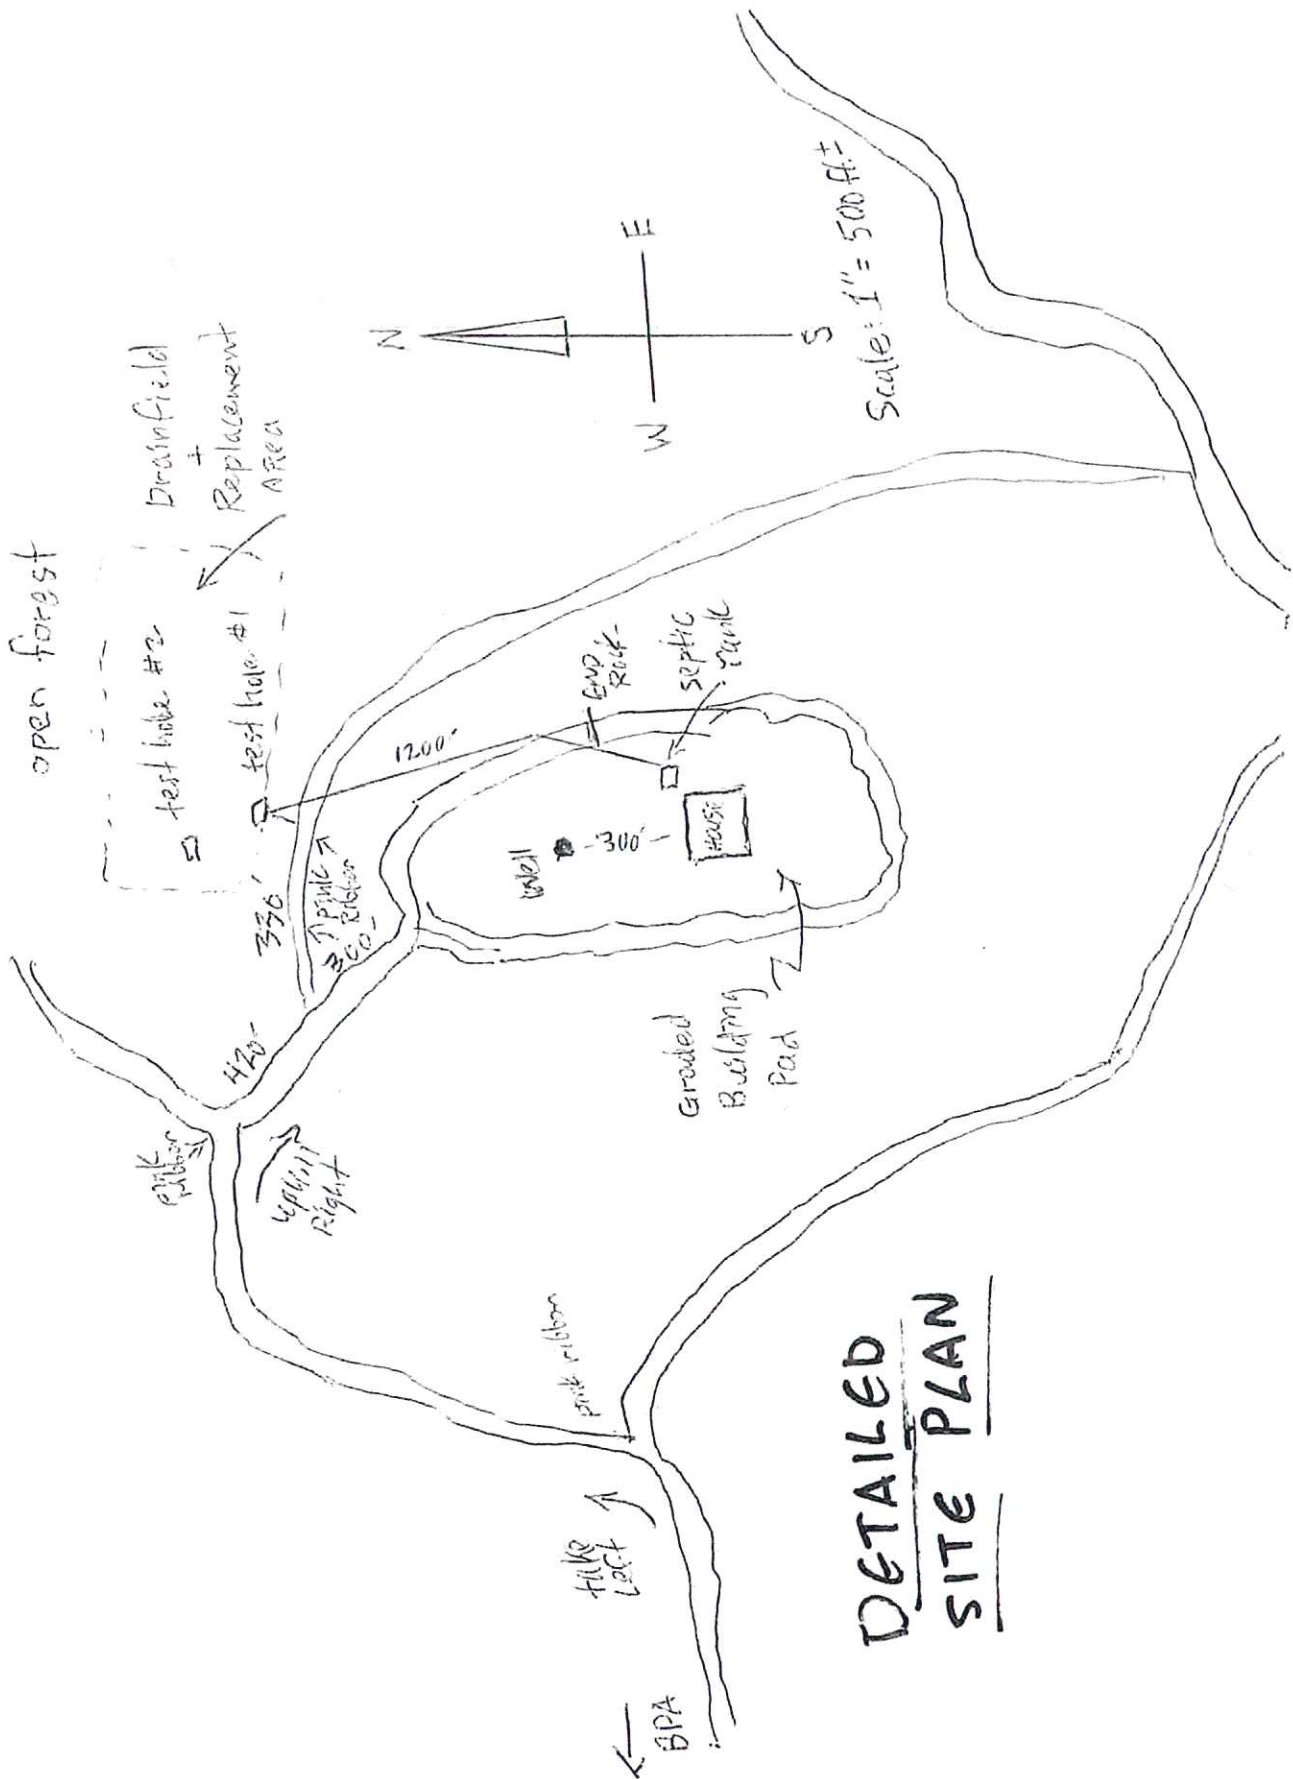 open forest
Drainfield
+
Replacement
Area
test hole #2
test hole #1
N
W
E
S
Scale: 1" = 500 ft ±
330'
pink
Ribbon
300-
1200'
END
Rock-
septic
Tank
well
300'
House
Graded
Building
Pad
420-
pink
ribbon
Right
pink ribbon
take
Left
BPA
DETAILED
SITE PLAN